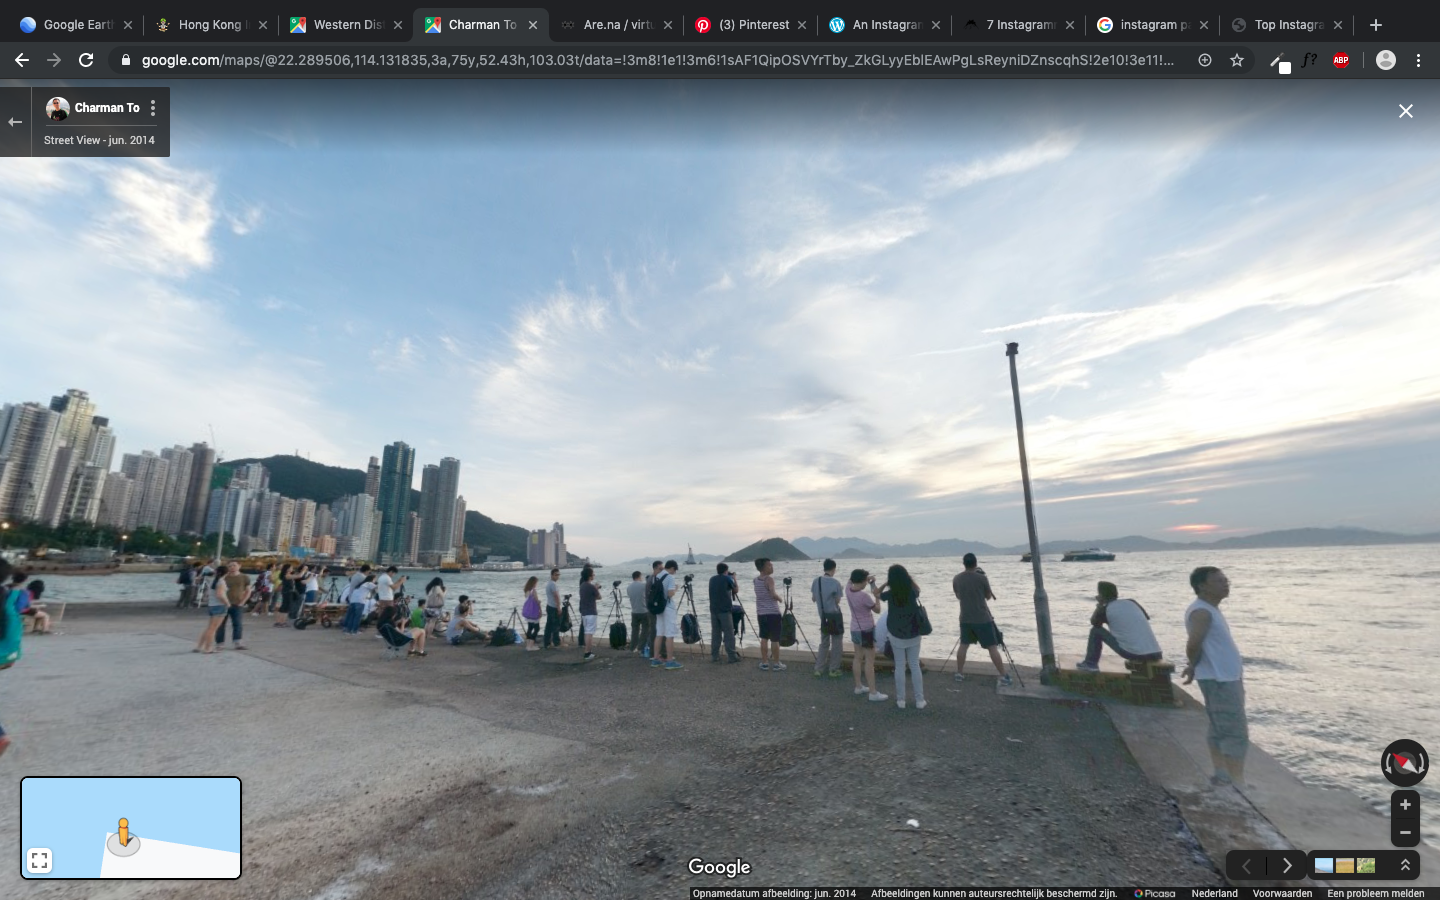 Google Eart
Hong Kong I
Western Dis
Charman To
Are.na / virtu
(3) Pinterest
An Instagra
7 Instagram
instagram p
Top Instagra
google.com/maps/@22.289506,114.131835,3a,75y,52.43h,103.03t/data=!3m8!1e1!3m6!1sAF1QipOSVYrTby_ZkGLyyEblEAwPgLsReyniDZnscqhS!2e10!3e11!...
f?
ABP
Charman To
Street View - jun. 2014
Google
Opnamedatum afbeelding: jun. 2014 Afbeeldingen kunnen auteursrechtelijk beschermd zijn. Picasa Nederland Voorwaarden Een probleem melden